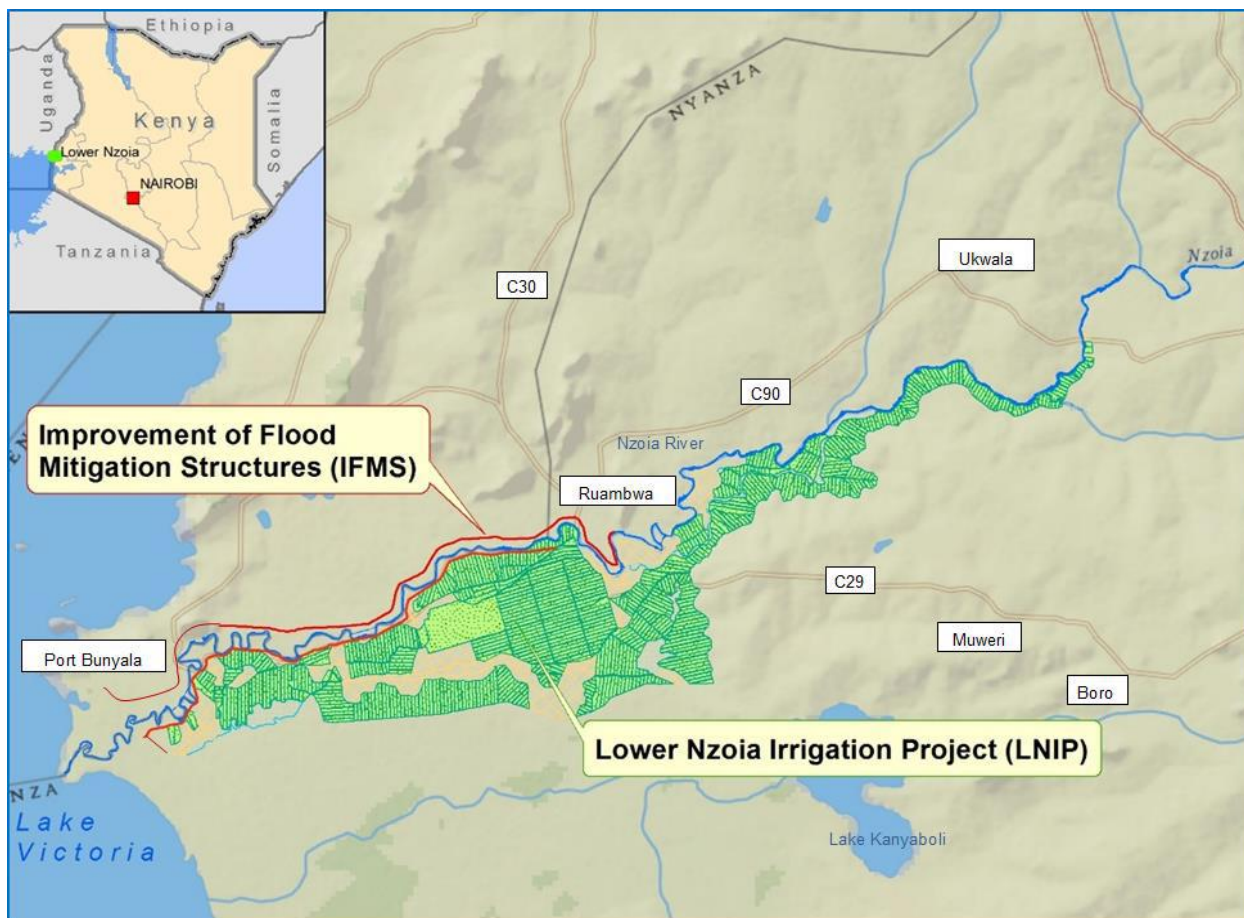 Ethiopia
Uganda
Kenya
Somalia
Lower Nzoia
NAIROBI
Tanzania
NYANZA
Nzoia
Ukwala
C30
C90
Improvement of Flood
Mitigation Structures (IFMS)
Nzoia River
Ruambwa
C29
Muweri
Port Bunyala
Boro
Lower Nzoia Irrigation Project (LNIP)
NZA
Lake
Victoria
Lake Kanyaboli